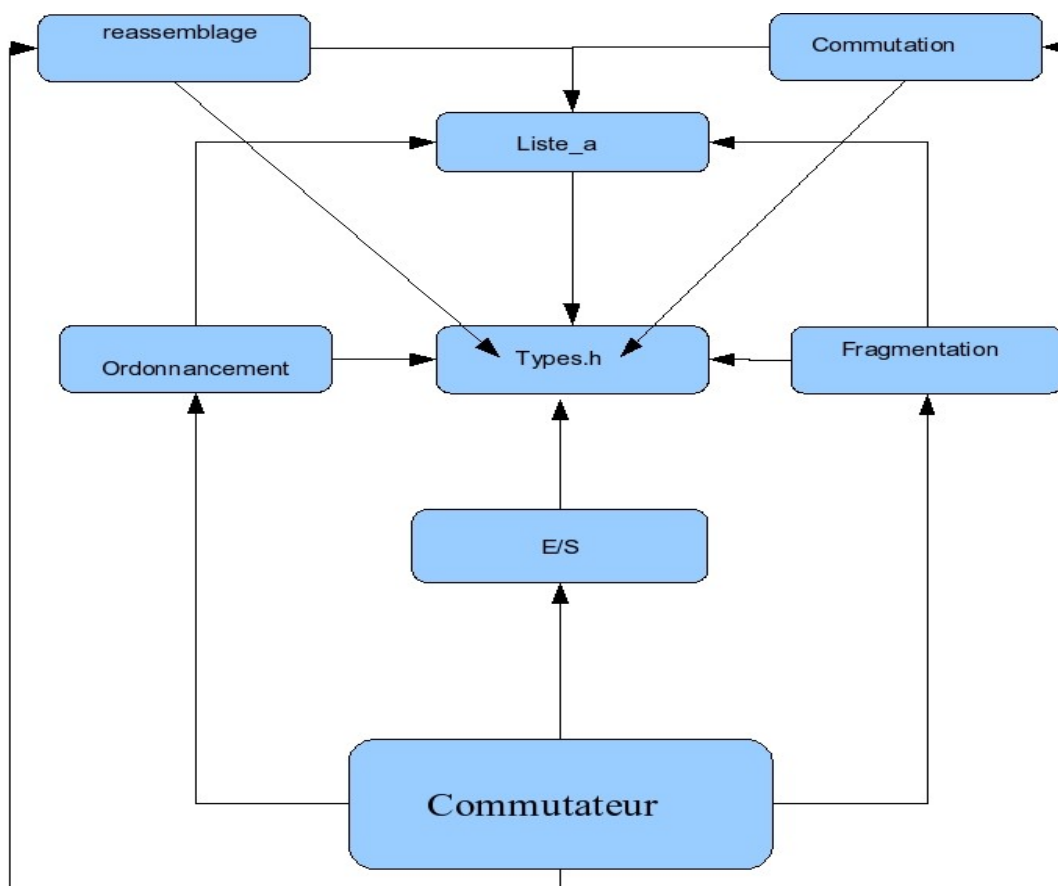 reassemblage
Commutation
Liste_a
Ordonnancement
Types.h
Fragmentation
E/S
Commutateur